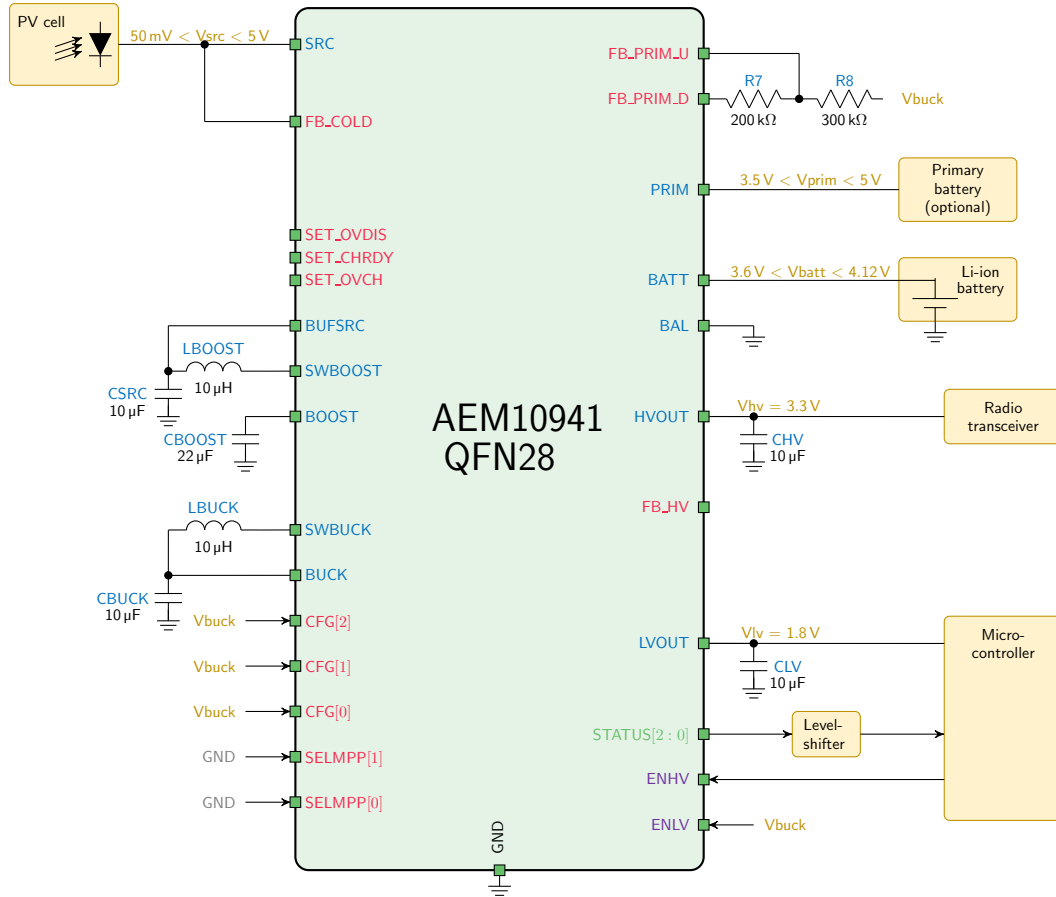 PV cell
50 mV < Vsrc < 5 V
SRC
FB_COLD
SET_OVDIS
SET_CHRDY
SET_OVCH
BUFSRC
LBOOST
10 µH
SWBOOST
CSRC
10 µF
BOOST
CBOOST
22 µF
LBUCK
10 µH
SWBUCK
BUCK
CBUCK
10 µF
Vbuck
CFG[2]
Vbuck
CFG[1]
Vbuck
CFG[0]
GND
SELMPP[1]
GND
SELMPP[0]
AEM10941
QFN28
GND
FB_PRIM_U
FB_PRIM_D
R7
200 kΩ
R8
300 kΩ
Vbuck
PRIM
3.5 V < Vprim < 5 V
Primary
battery
(optional)
BATT
3.6 V < Vbatt < 4.12 V
Li-ion
battery
BAL
HVOUT
Vhv = 3.3 V
CHV
10 µF
Radio
transceiver
FB_HV
LVOUT
Vlv = 1.8 V
CLV
10 µF
Micro-
controller
STATUS[2 : 0]
Level-
shifter
ENHV
ENLV
Vbuck